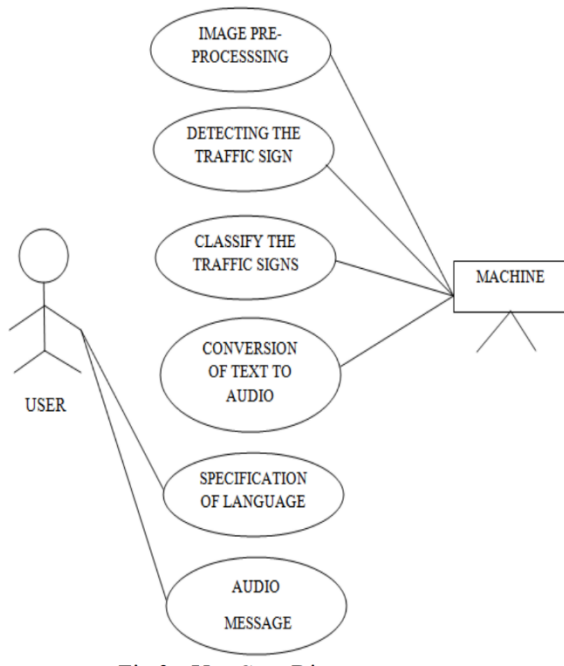 IMAGE PRE-
PROCESSSING
DETECTING THE
TRAFFIC SIGN
CLASSIFY THE
TRAFFIC SIGNS
MACHINE
CONVERSION
OF TEXT TO
AUDIO
USER
SPECIFICATION
OF LANGUAGE
AUDIO
MESSAGE